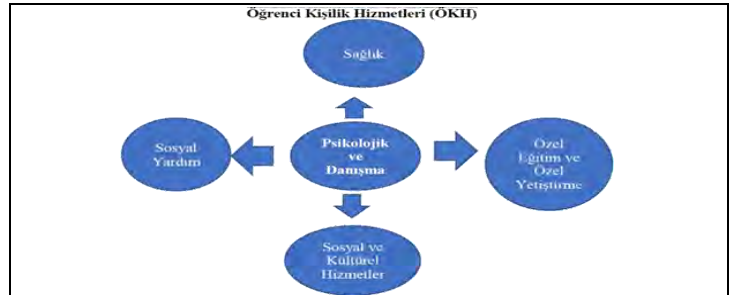 Öğrenci Kişilik Hizmetleri (ÖKH)
Sağlık
Sosyal
Yardım
Psikolojik
ve
Danışma
Özel
Eğitim ve
Özel
Yetiştirme
Sosyal ve
Kültürel
Hizmetler